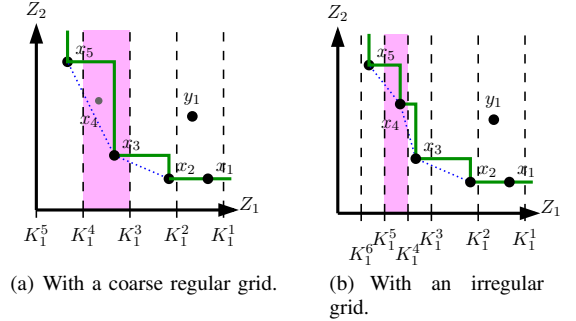 Z₂
x₅
y₁
x₄
x₃
x₂
x₁
Z₁
K₁⁵ K₁⁴ K₁³ K₁² K₁¹
(a) With a coarse regular grid.
Z₂
x₅
y₁
x₄
x₃
x₂
x₁
Z₁
K₁⁶ K₁⁵ K₁⁴ K₁³ K₁² K₁¹
(b) With an irregular
grid.